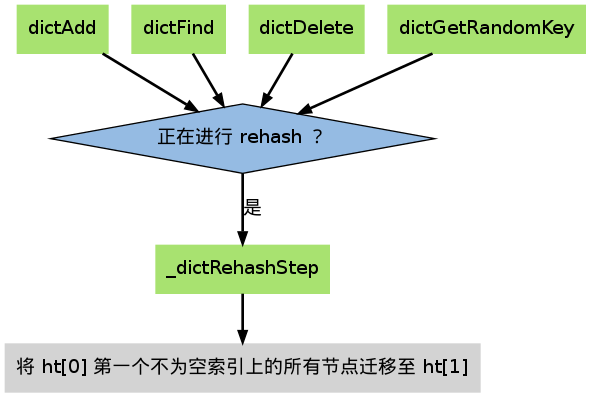 dictAdd
dictFind
dictDelete
dictGetRandomKey
正在进行 rehash ？
是
_dictRehashStep
将 ht[0] 第一个不为空索引上的所有节点迁移至 ht[1]